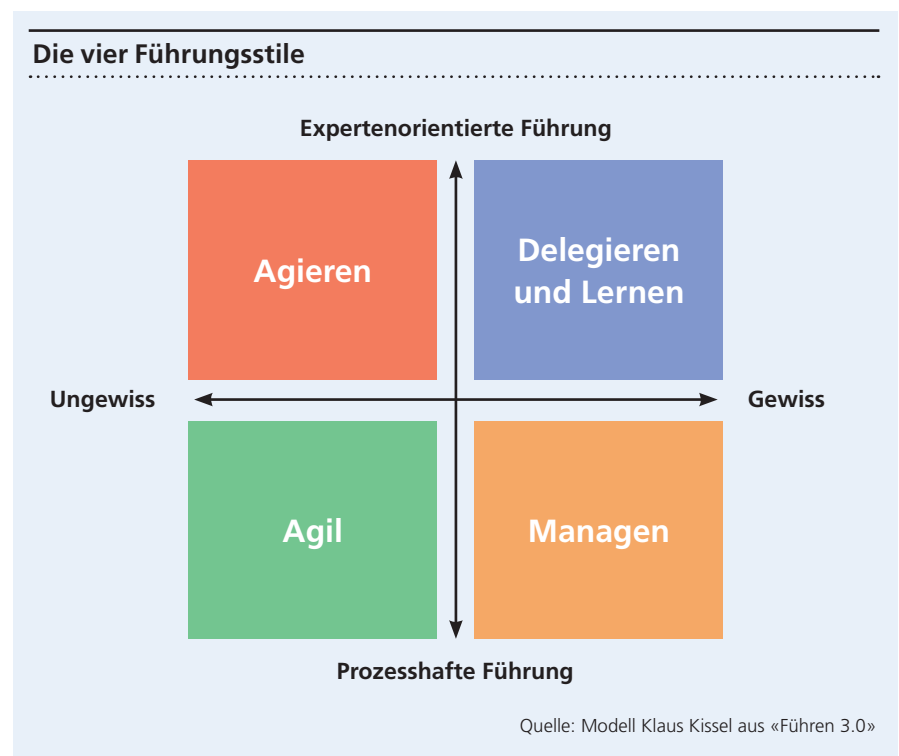 Die vier Führungsstile
Expertenorientierte Führung
Agieren
Delegieren
und Lernen
Ungewiss
Gewiss
Agil
Managen
Prozesshafte Führung
Quelle: Modell Klaus Kissel aus «Führen 3.0»